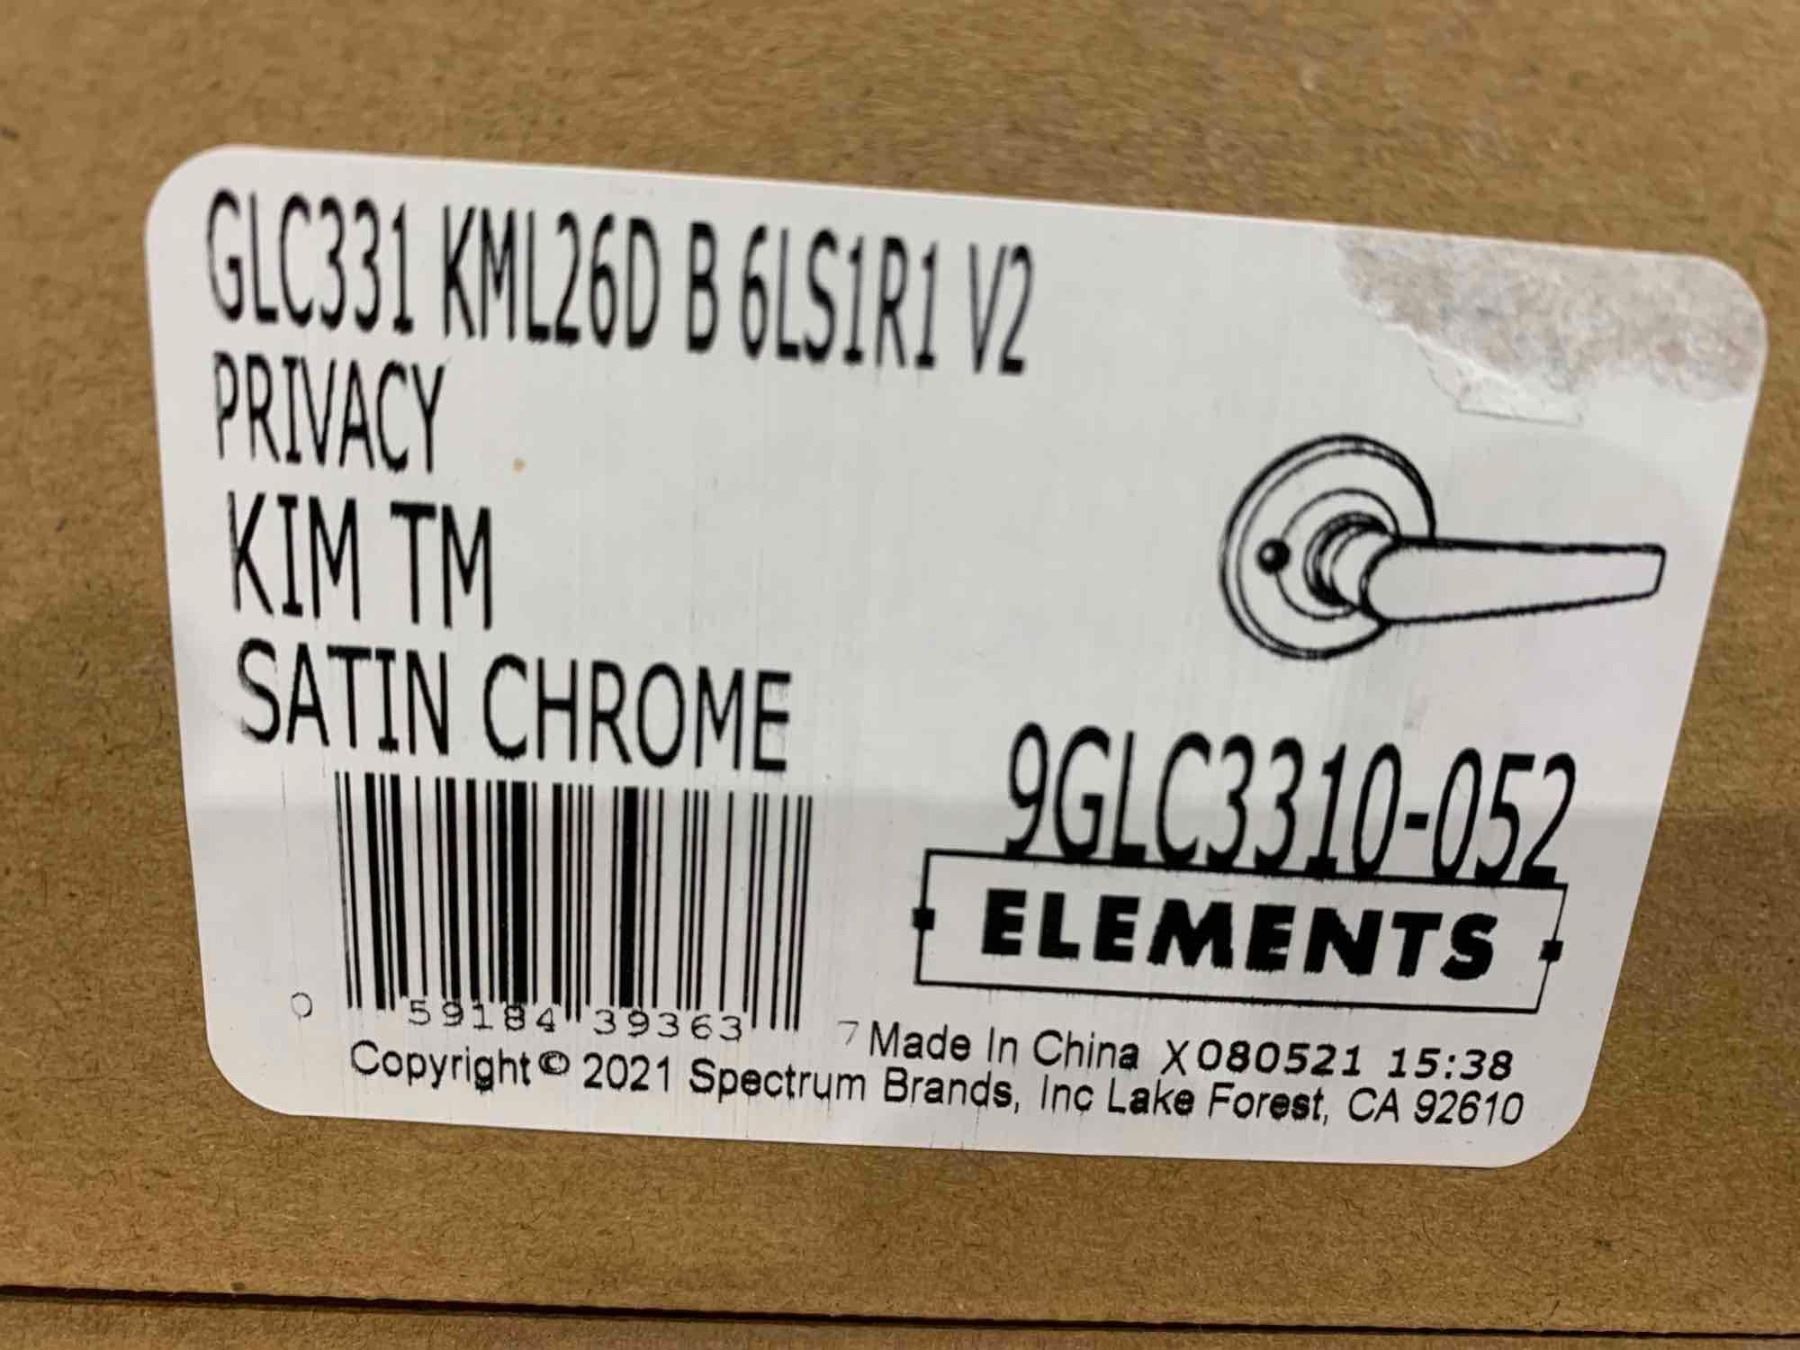 GLC331 KML26D B 6LS1R1 V2
PRIVACY
KIM TM
SATIN CHROME
9GLC3310-052
ELEMENTS
0 59184 39363 7
Made In China X080521 15:38
Copyright © 2021 Spectrum Brands, Inc Lake Forest, CA 92610